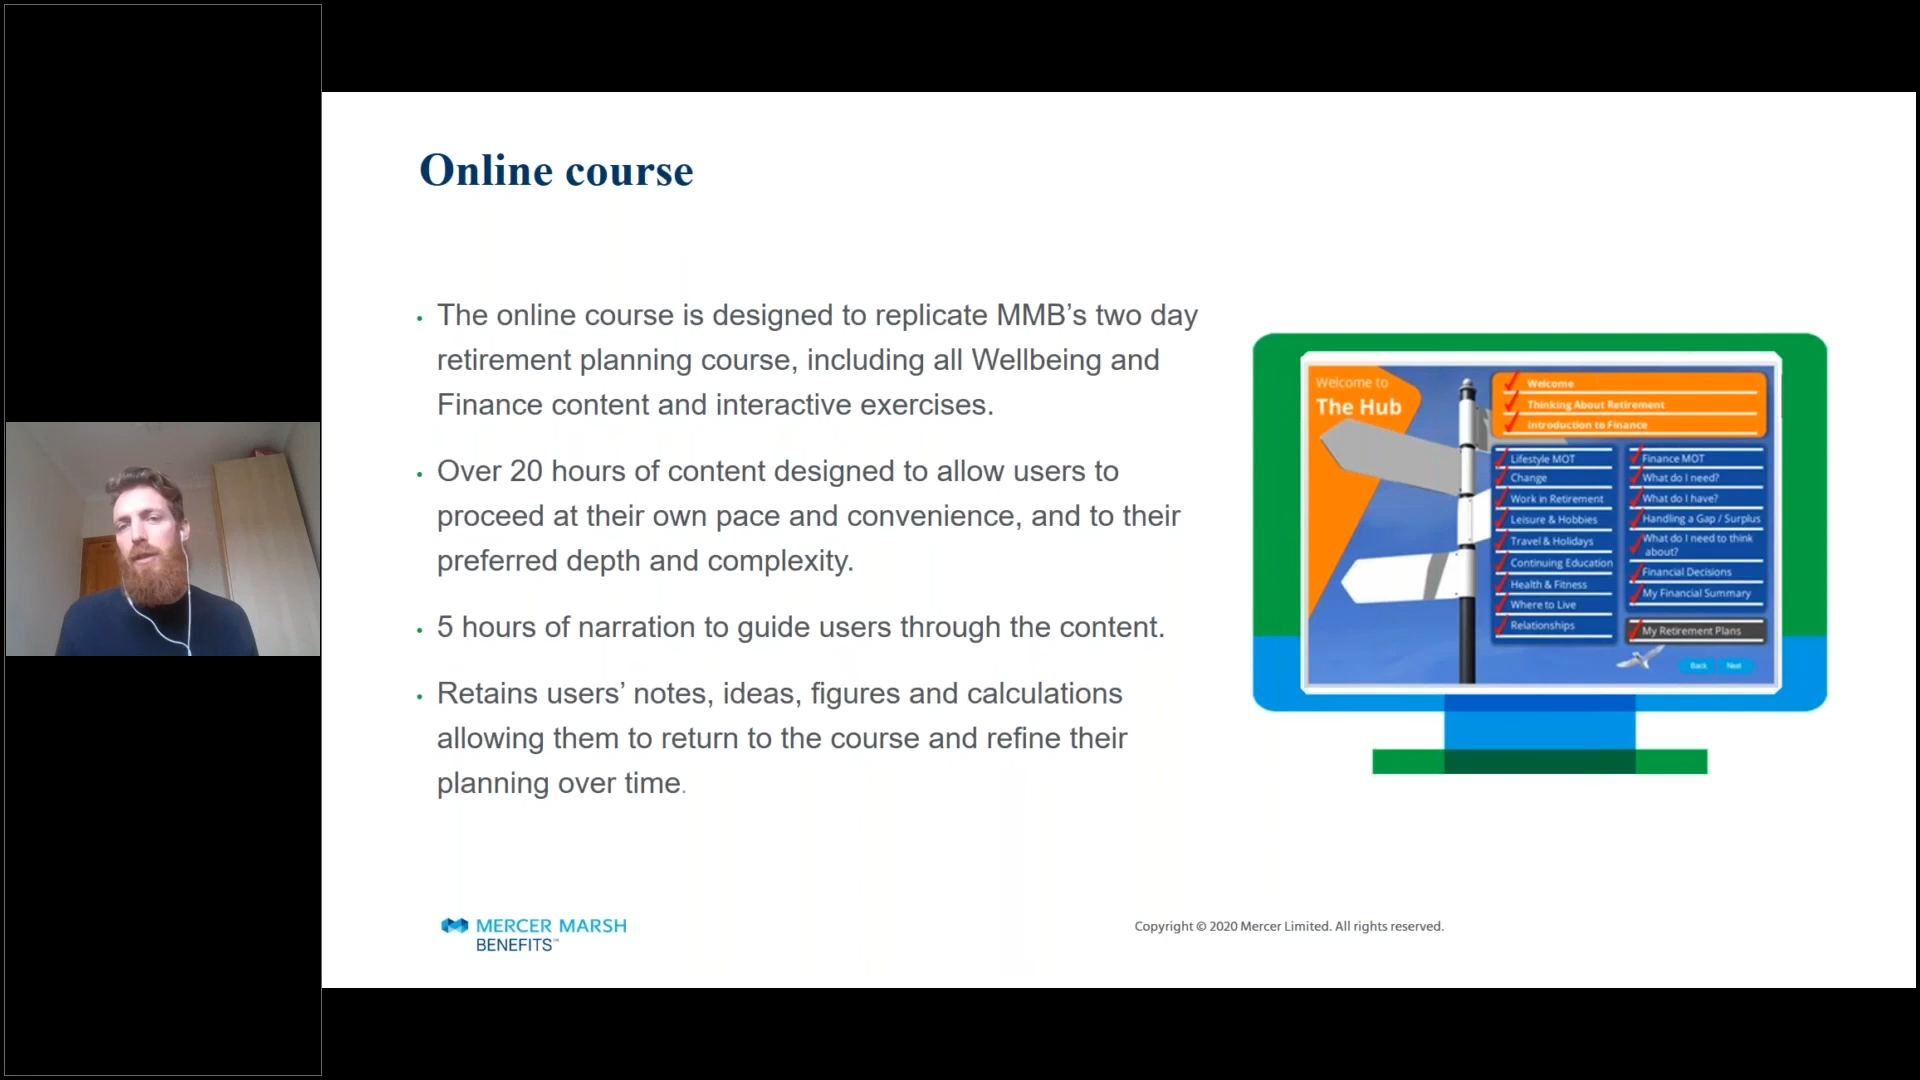 Online course
• The online course is designed to replicate MMB’s two day
retirement planning course, including all Wellbeing and
Finance content and interactive exercises.
• Over 20 hours of content designed to allow users to
proceed at their own pace and convenience, and to their
preferred depth and complexity.
• 5 hours of narration to guide users through the content.
• Retains users’ notes, ideas, figures and calculations
allowing them to return to the course and refine their
planning over time.
Welcome to
The Hub
Welcome
Thinking About Retirement
Introduction to Finance
Lifestyle MOT
Change
Work in Retirement
Leisure & Hobbies
Travel & Holidays
Continuing Education
Health & Fitness
Where to Live
Relationships
Finance MOT
What do I need?
What do I have?
Handling a Gap / Surplus
What do I need to think
about?
Financial Decisions
My Financial Summary
My Retirement Plans
Back
Next
MERCER MARSH
BENEFITS™
Copyright © 2020 Mercer Limited. All rights reserved.